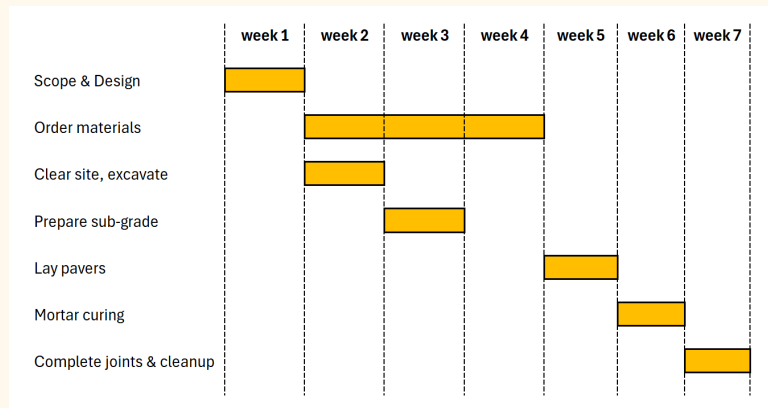 week 1 week 2 week 3 week 4 week 5 week 6 week 7
Scope & Design
Order materials
Clear site, excavate
Prepare sub-grade
Lay pavers
Mortar curing
Complete joints & cleanup